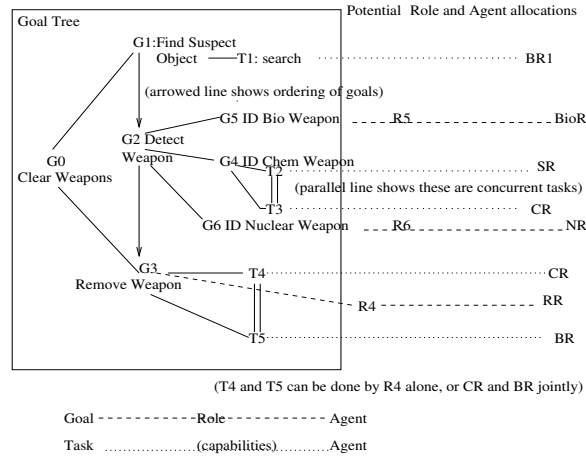 Goal Tree
Potential Role and Agent allocations
G1:Find Suspect
Object
T1: search
BR1
(arrowed line shows ordering of goals)
G5 ID Bio Weapon
R5
BioR
G2 Detect
Weapon
G0
Clear Weapons
G4 ID Chem Weapon
T2
SR
(parallel line shows these are concurrent tasks)
T3
CR
G6 ID Nuclear Weapon
R6
NR
G3
Remove Weapon
T4
CR
R4
RR
T5
BR
(T4 and T5 can be done by R4 alone, or CR and BR jointly)
Goal
Role
Agent
Task
(capabilities)
Agent